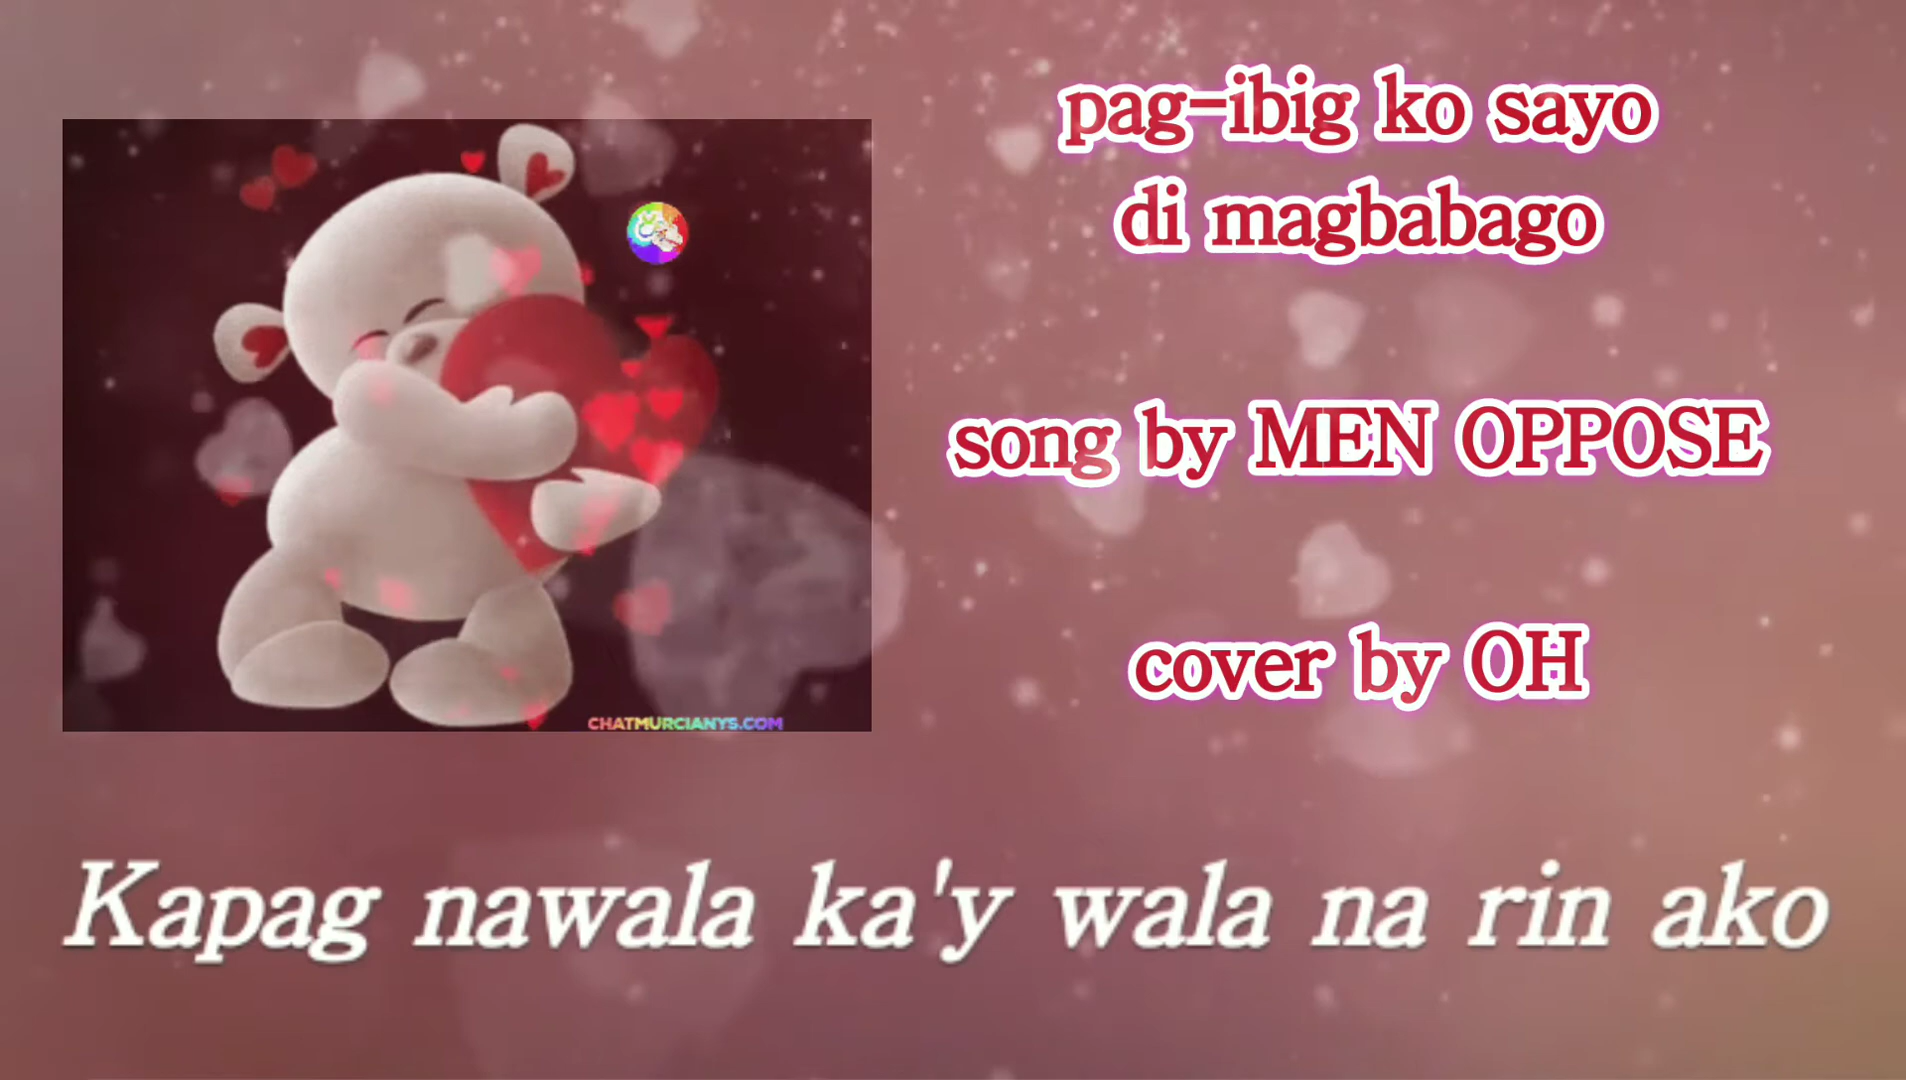 pag-ibig ko sayo
di magbabago
song by MEN OPPOSE
cover by OH
CHATMURCIANYS.COM
Kapag nawala ka'y wala na rin ako